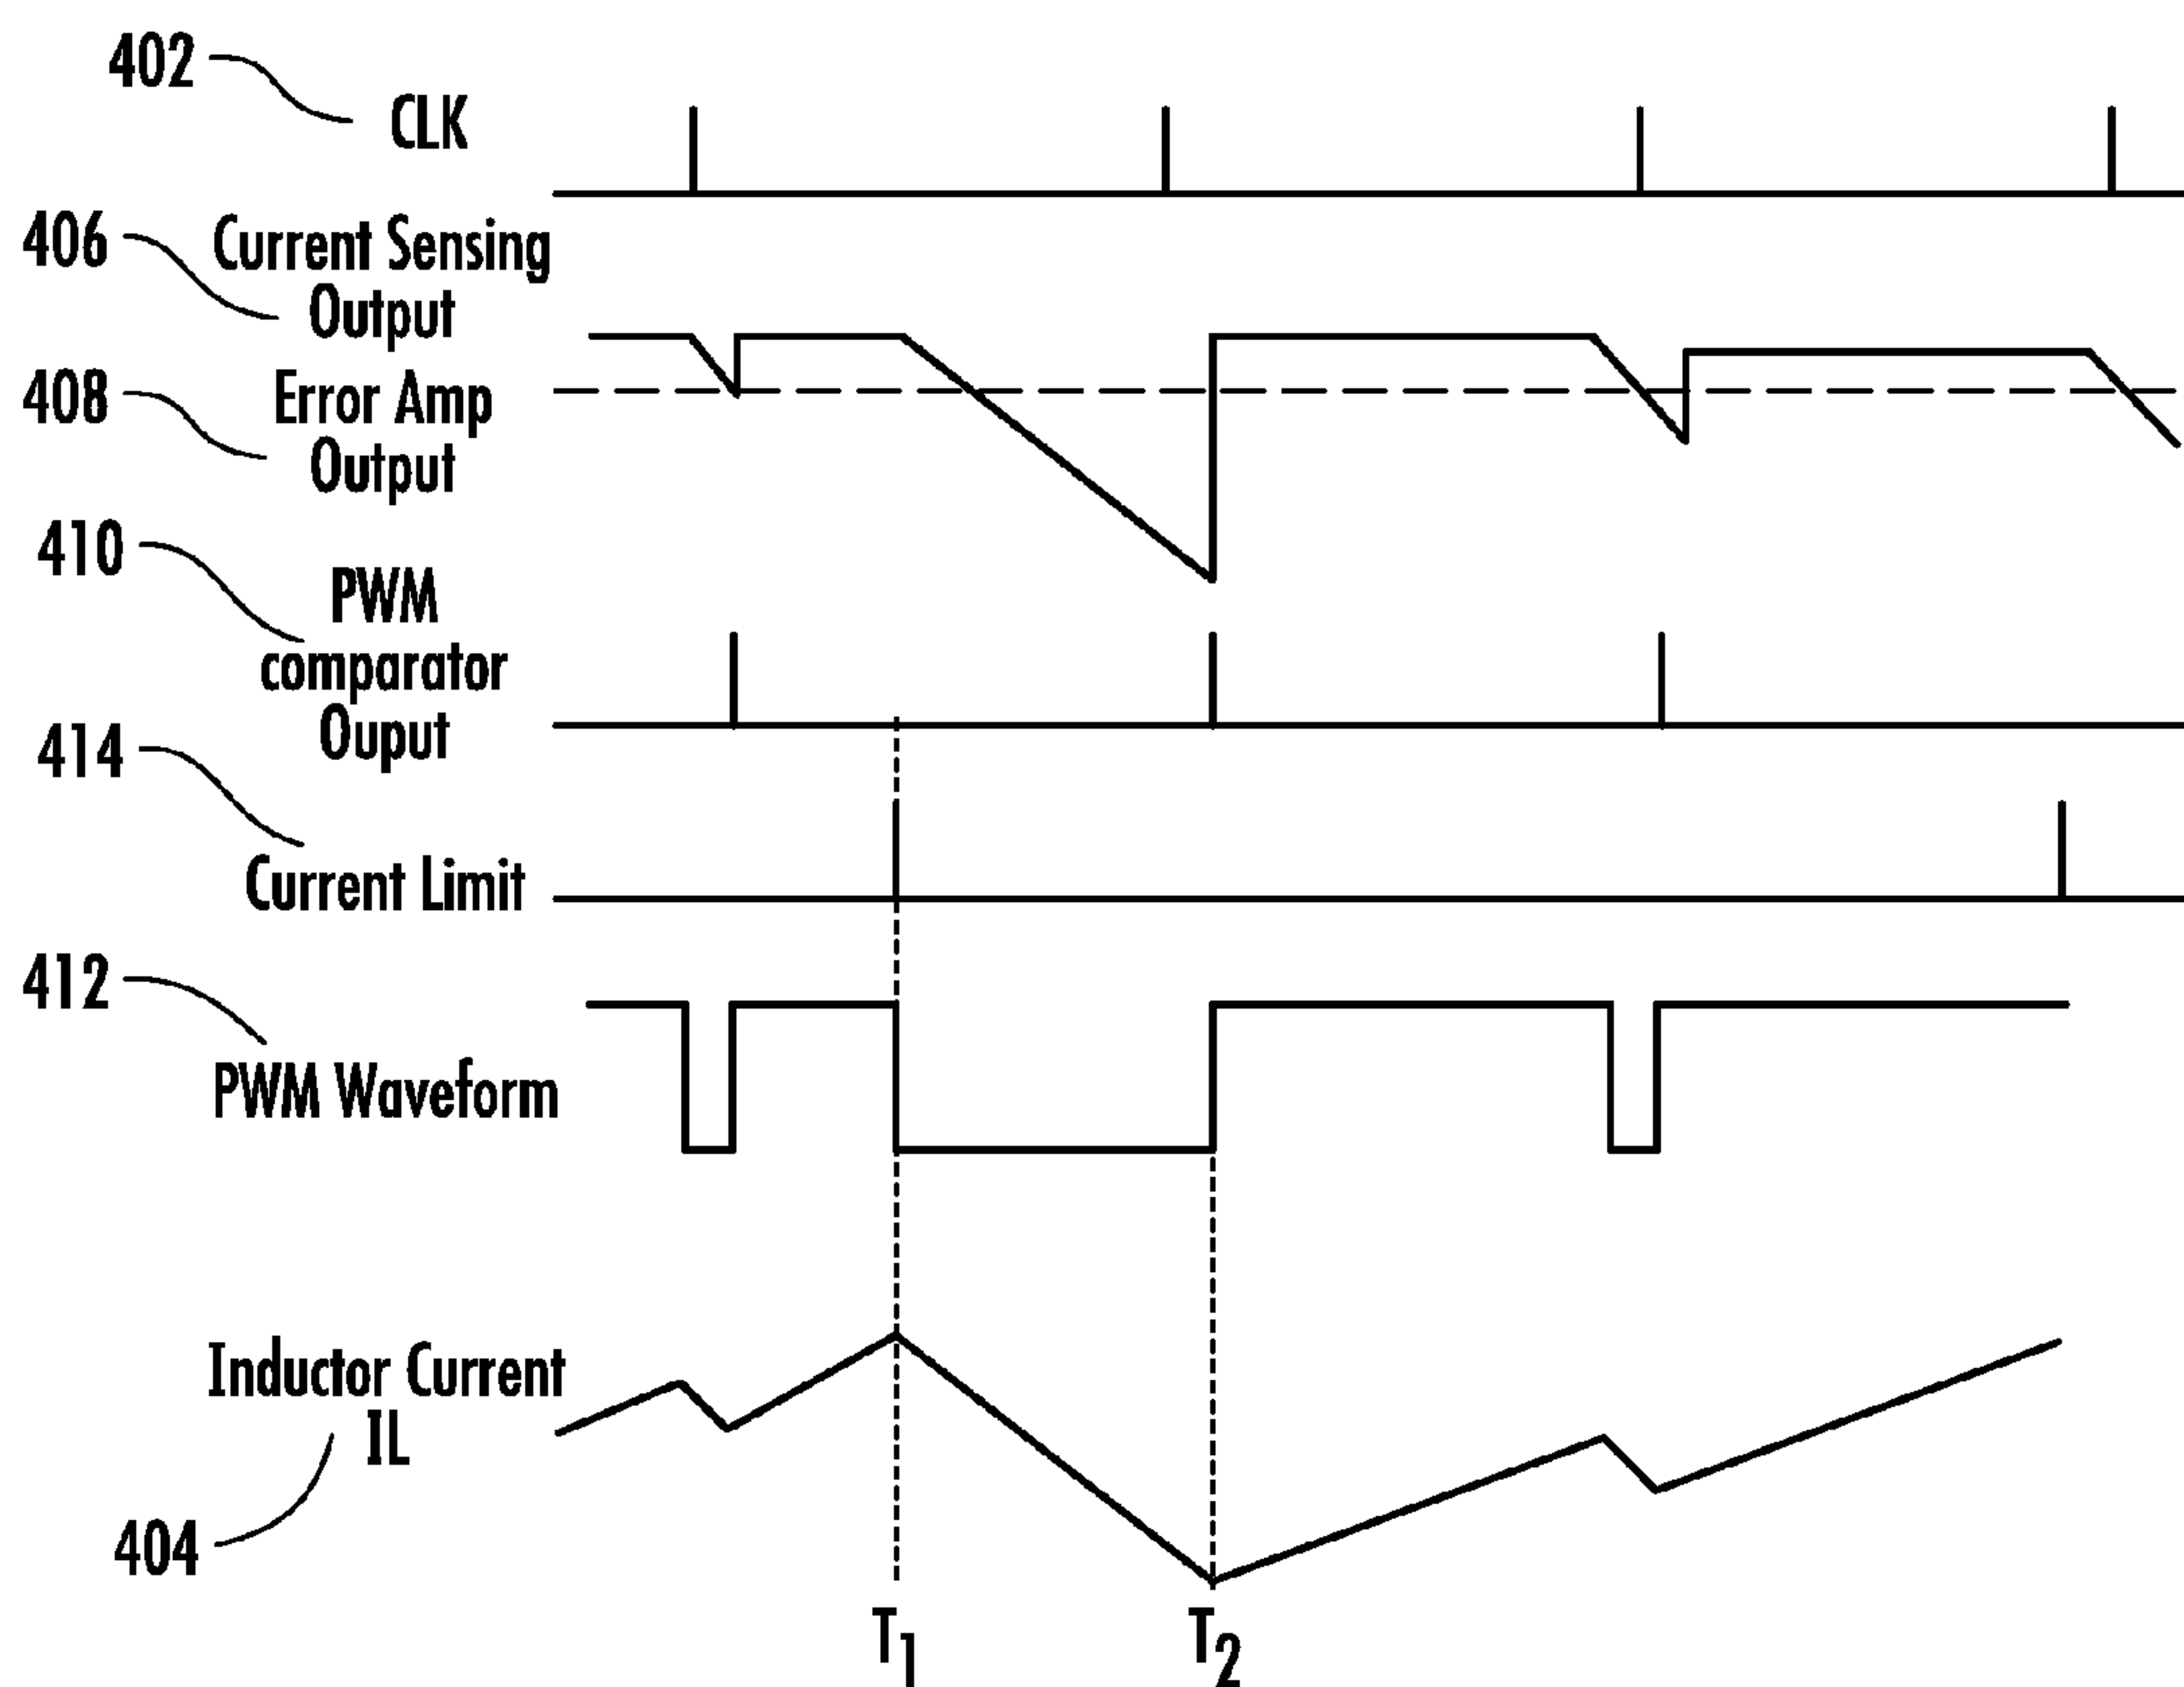 402
CLK
406
Current Sensing
Output
408
Error Amp
Output
410
PWM
comparator
Ouput
414
Current Limit
412
PWM Waveform
Inductor Current
IL
404
T1
T2